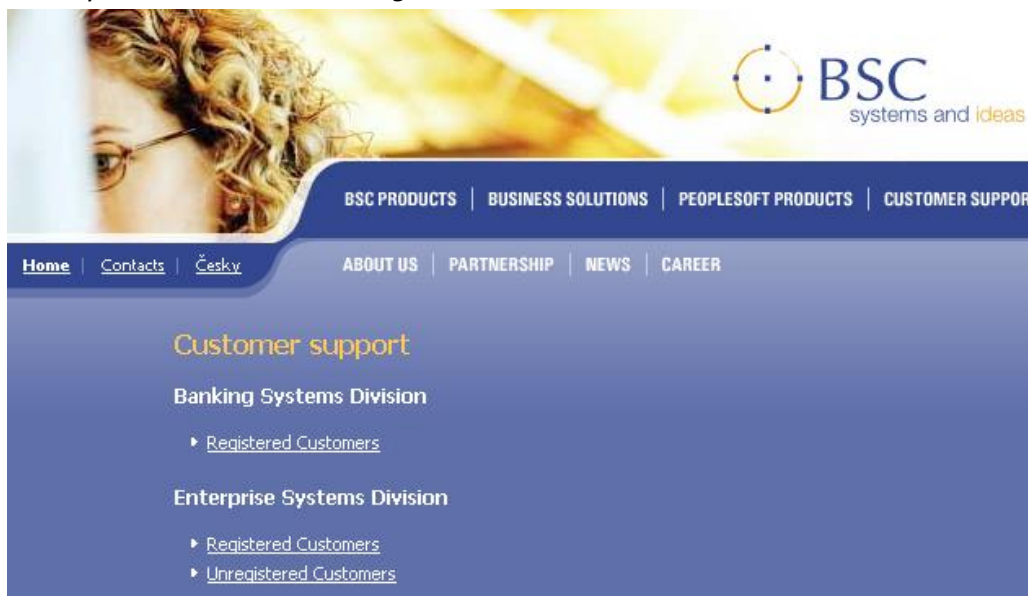 BSC
systems and ideas
BSC PRODUCTS | BUSINESS SOLUTIONS | PEOPLESOFT PRODUCTS | CUSTOMER SUPPOR
Home | Contacts | Česky
ABOUT US | PARTNERSHIP | NEWS | CAREER
Customer support
Banking Systems Division
Registered Customers
Enterprise Systems Division
Registered Customers
Unregistered Customers